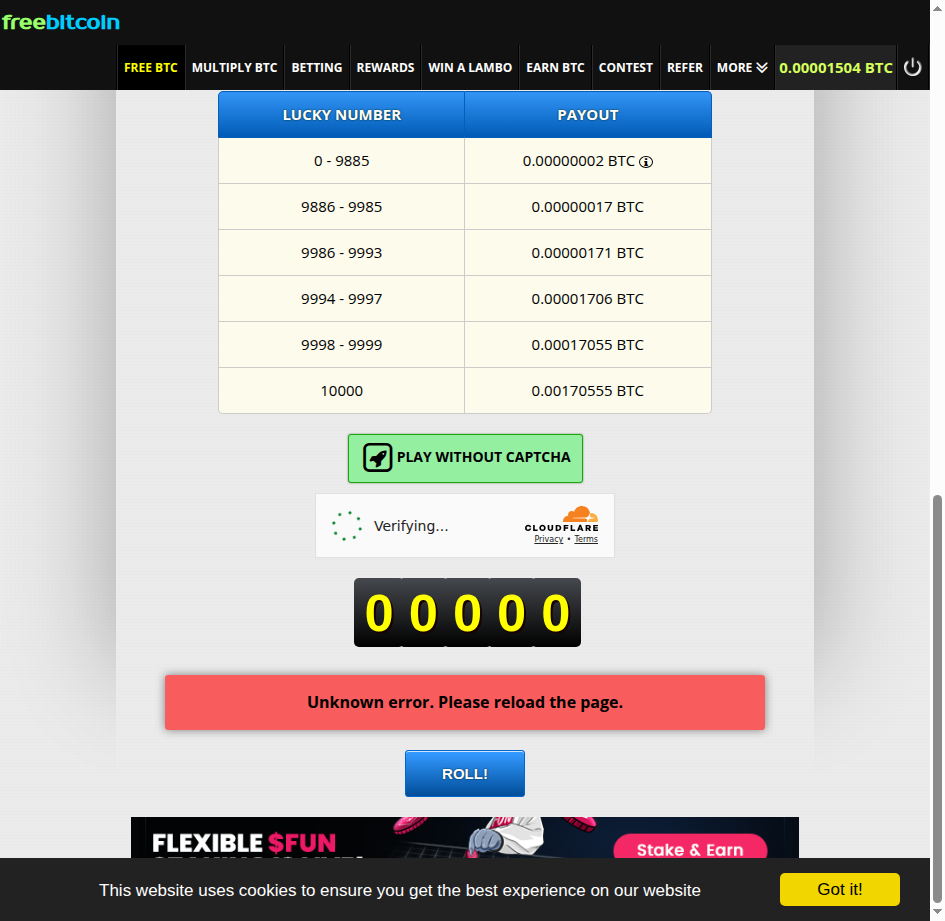 freebitcoin
FREE BTC MULTIPLY BTC BETTING REWARDS WIN A LAMBO EARN BTC CONTEST REFER MORE 0.00001504 BTC
LUCKY NUMBER PAYOUT
0 - 9885 0.00000002 BTC
9886 - 9985 0.00000017 BTC
9986 - 9993 0.00000171 BTC
9994 - 9997 0.00001706 BTC
9998 - 9999 0.00017055 BTC
10000 0.00170555 BTC
PLAY WITHOUT CAPTCHA
Verifying...
CLOUDFLARE
Privacy • Terms
0 0 0 0 0
Unknown error. Please reload the page.
ROLL!
FLEXIBLE $FUN
Stake & Earn
This website uses cookies to ensure you get the best experience on our website Got it!